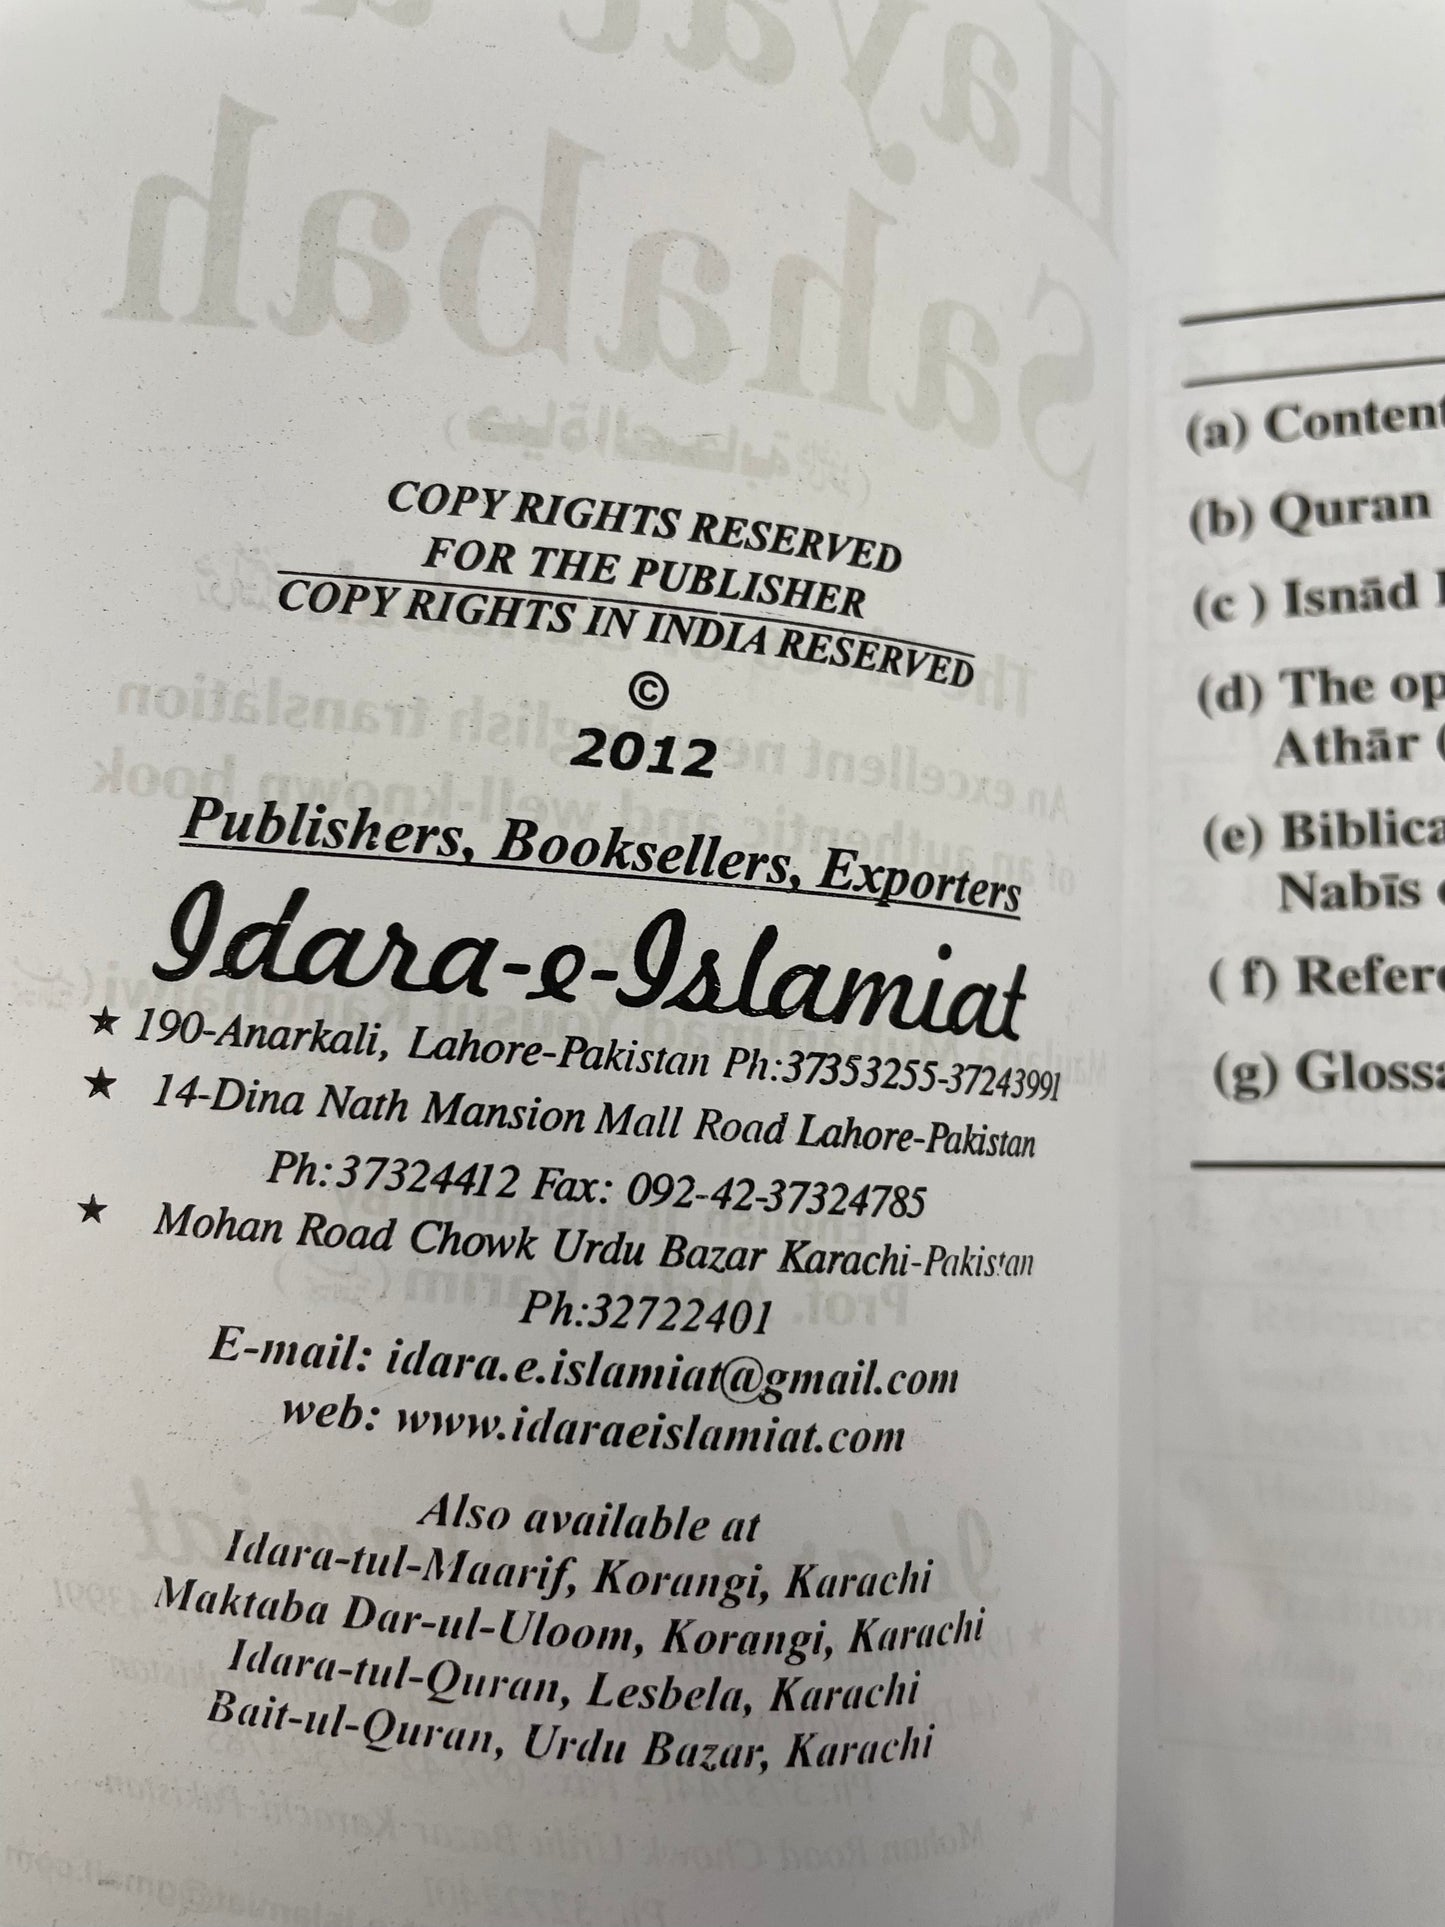 COPY RIGHTS RESERVED
FOR THE PUBLISHER
COPY RIGHTS IN INDIA RESERVED
©
2012
Publishers, Booksellers, Exporters
Idara-e-Islamiat
★ 190-Anarkali, Lahore-Pakistan Ph:37353255-37243991
★ 14-Dina Nath Mansion Mall Road Lahore-Pakistan
Ph:37324412 Fax: 092-42-37324785
★ Mohan Road Chowk Urdu Bazar Karachi-Pakistan
Ph:32722401
E-mail: idara.e.islamiat@gmail.com
web: www.idaraeislamiat.com
Also available at
Idara-tul-Maarif, Korangi, Karachi
Maktaba Dar-ul-Uloom, Korangi, Karachi
Idara-tul-Quran, Lesbela, Karachi
Bait-ul-Quran, Urdu Bazar, Karachi
(a) Content
(b) Quran
(c ) Isnād
(d) The op
Athār (
(e) Biblica
Nabīs
( f) Refere
(g) Glossa